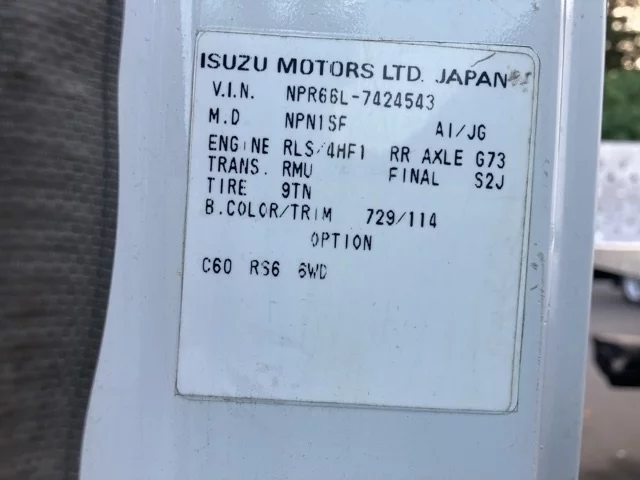 ISUZU MOTORS LTD. JAPAN
V.I.N. NPR66L-7424543
M.D NPN1SF AI/JG
ENGINE RLS/4HF1 RR AXLE G73
TRANS. RMU FINAL S2J
TIRE 9TN
B.COLOR/TRIM 729/114
OPTION
C60 RS6 6WD